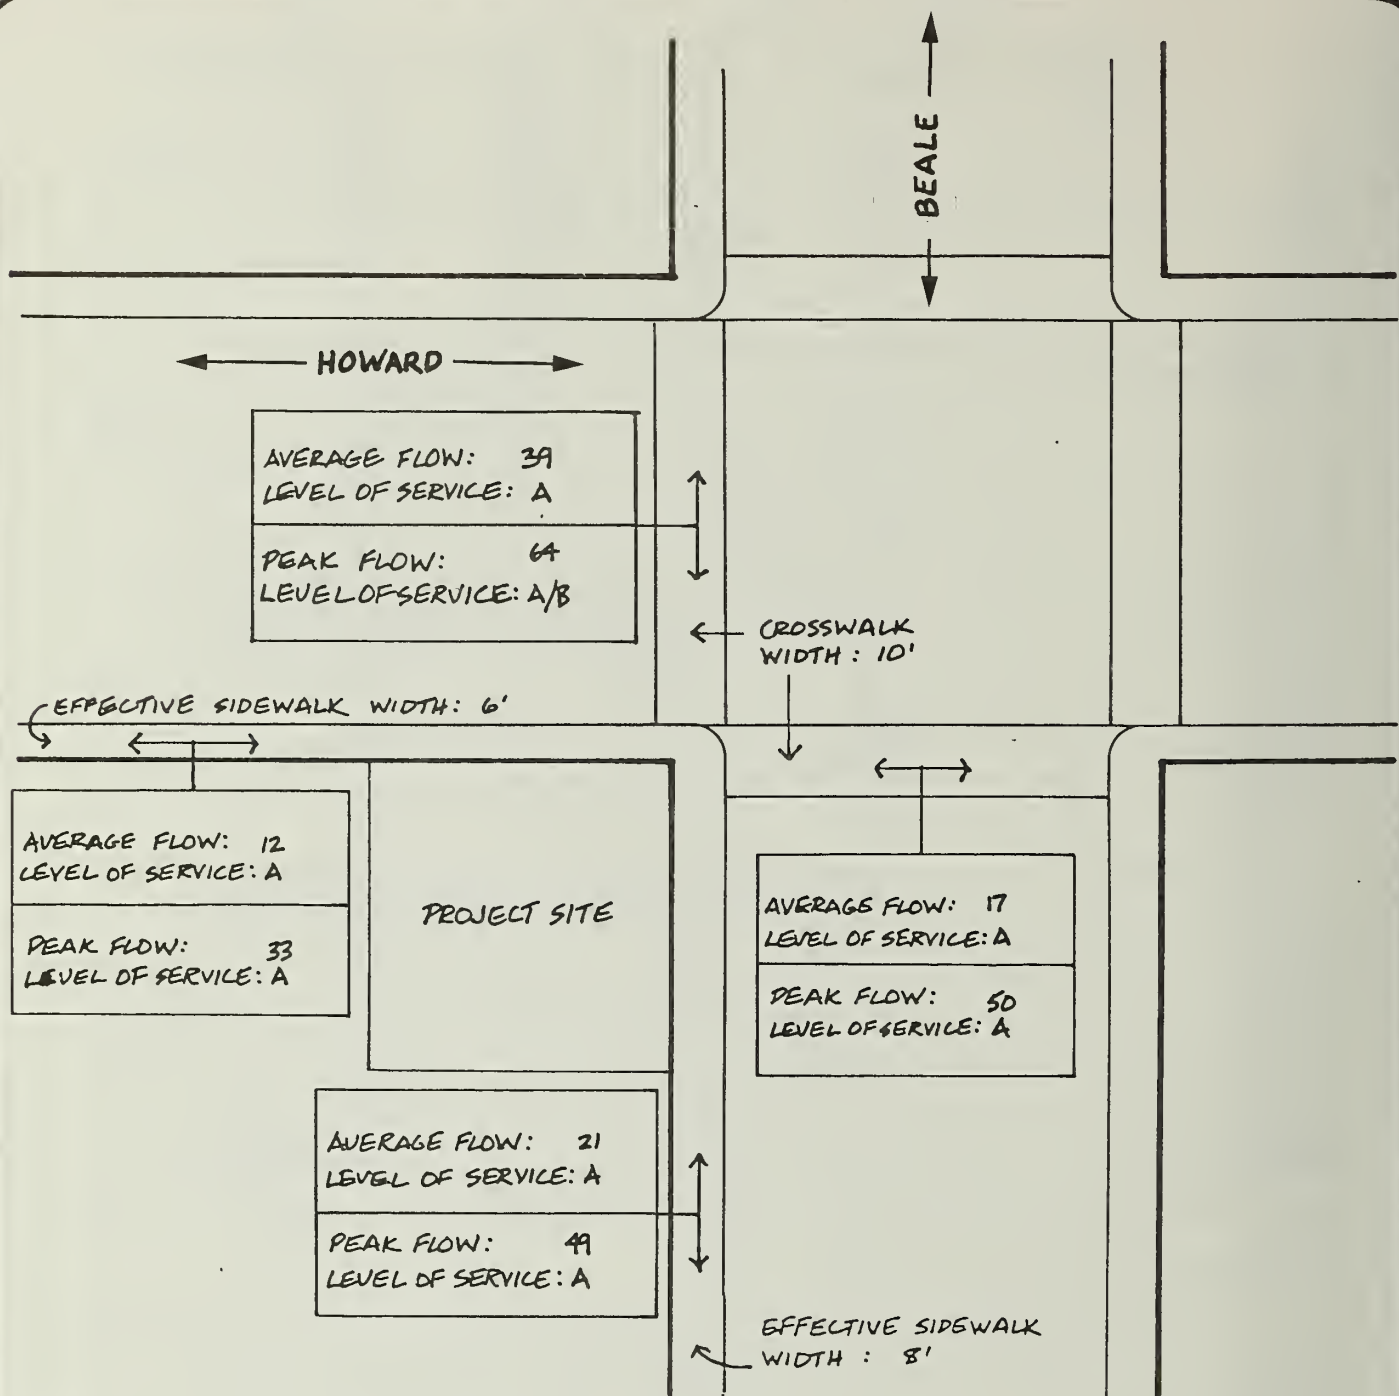 BEALE
HOWARD
AVERAGE FLOW: 39
LEVEL OF SERVICE: A
PEAK FLOW: 64
LEVEL OF SERVICE: A/B
CROSSWALK
WIDTH: 10'
EFFECTIVE SIDEWALK WIDTH: 6'
AVERAGE FLOW: 12
LEVEL OF SERVICE: A
PEAK FLOW: 33
LEVEL OF SERVICE: A
PROJECT SITE
AVERAGE FLOW: 17
LEVEL OF SERVICE: A
PEAK FLOW: 50
LEVEL OF SERVICE: A
AVERAGE FLOW: 21
LEVEL OF SERVICE: A
PEAK FLOW: 49
LEVEL OF SERVICE: A
EFFECTIVE SIDEWALK
WIDTH: 8'